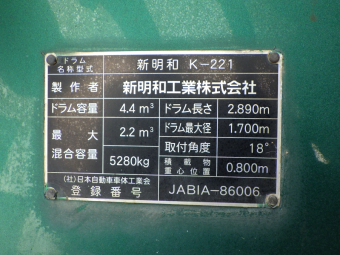 ドラム
名称型式 新明和 K-221
製作者 新明和工業株式会社
ドラム容量 4.4 m³ ドラム長さ 2.890m
最大 2.2 m³ ドラム最大径 1.700m
混合容量 5280kg 取付角度 18°
積載物
重心位置 0.800m
(社)日本自動車車体工業会
登録番号 JABIA-86006